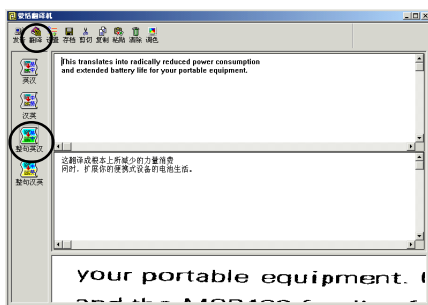 蒙恬翻译机
翻译 设置 存档 剪切 复制 粘贴 清除 调色
英汉
汉英
整句英汉
整句汉英
This translates into radically reduced power consumption
and extended battery life for your portable equipment.
这翻译成根本上所减少的力量消费
同时．扩展你的便携式设备的电池生活。
your portable equipment.